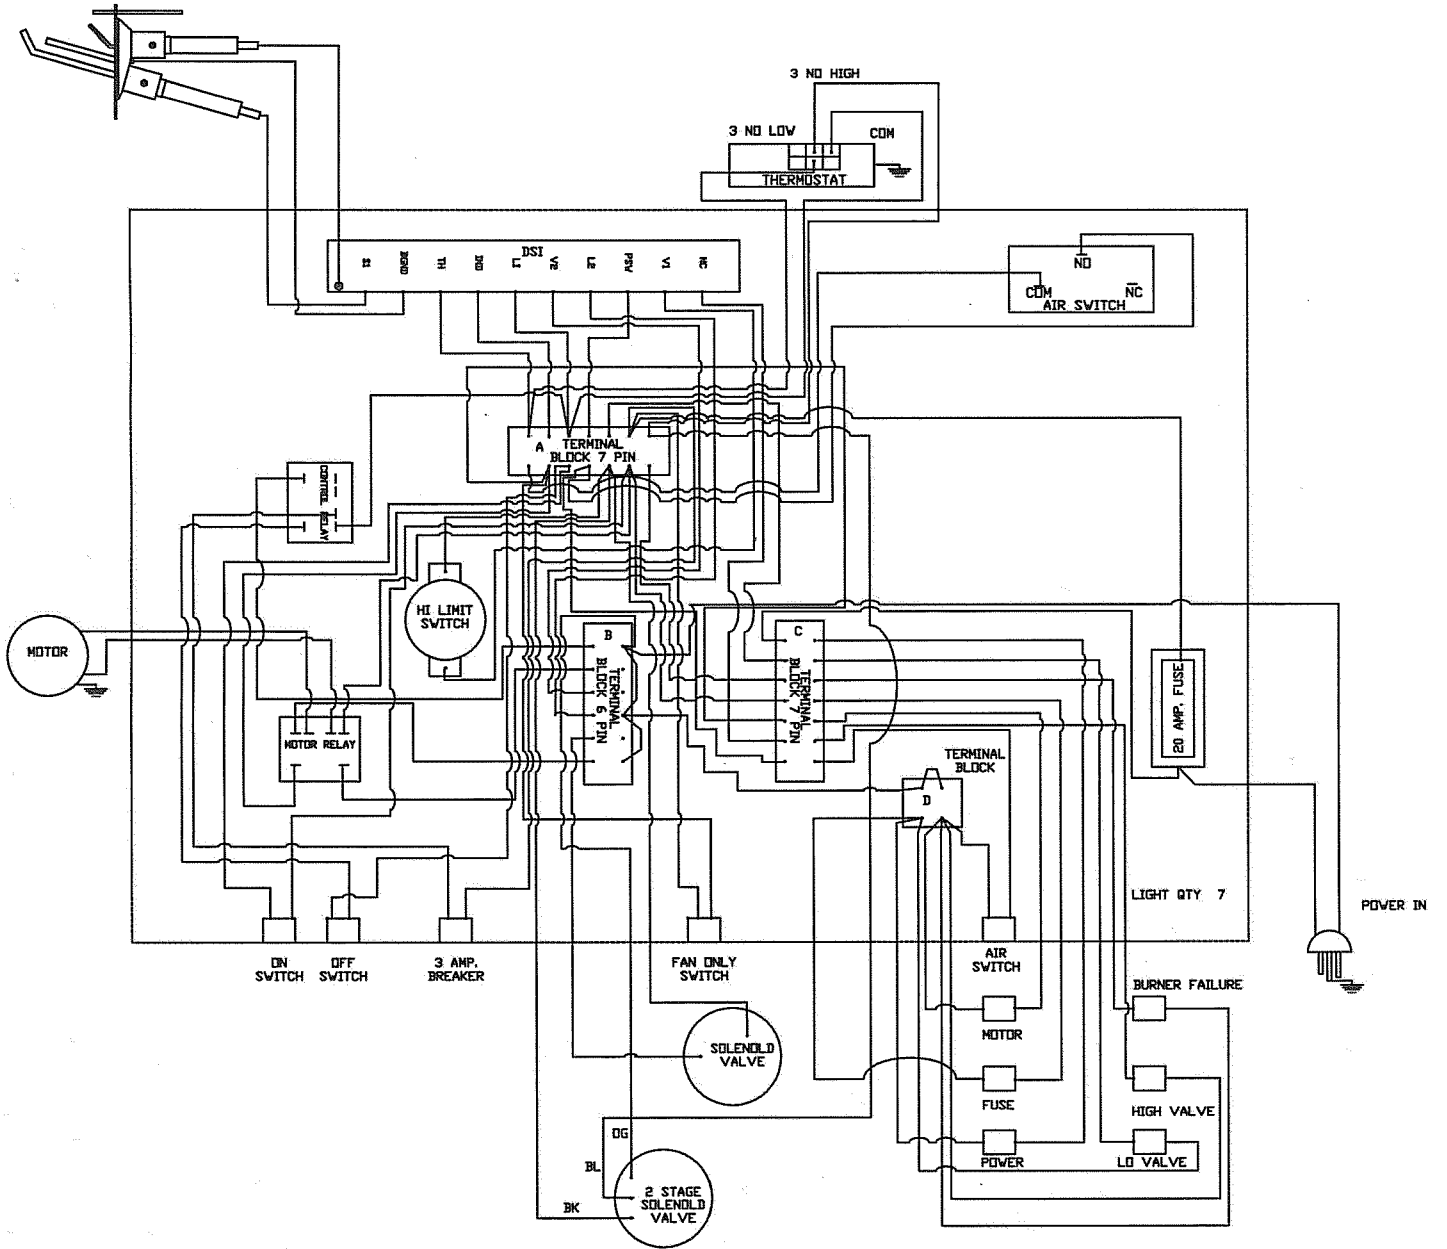 3 NO HIGH
3 NO LOW
COM
THERMOSTAT
DSI
S1
BGND
TH
IND
L1
V2
L2
PSW
V1
NC
NO
COM
NC
AIR SWITCH
A
TERMINAL
BLOCK 7 PIN
CONTROL RELAY
HI LIMIT
SWITCH
MOTOR
B
TERMINAL
BLOCK 6 PIN
C
TERMINAL
BLOCK 7 PIN
20 AMP. FUSE
MOTOR RELAY
TERMINAL
BLOCK
D
LIGHT QTY 7
POWER IN
ON
SWITCH
OFF
SWITCH
3 AMP.
BREAKER
FAN ONLY
SWITCH
AIR
SWITCH
BURNER FAILURE
MOTOR
SOLENOLD
VALVE
FUSE
HIGH VALVE
OG
POWER
LO VALVE
BL
2 STAGE
SOLENOLD
VALVE
BK